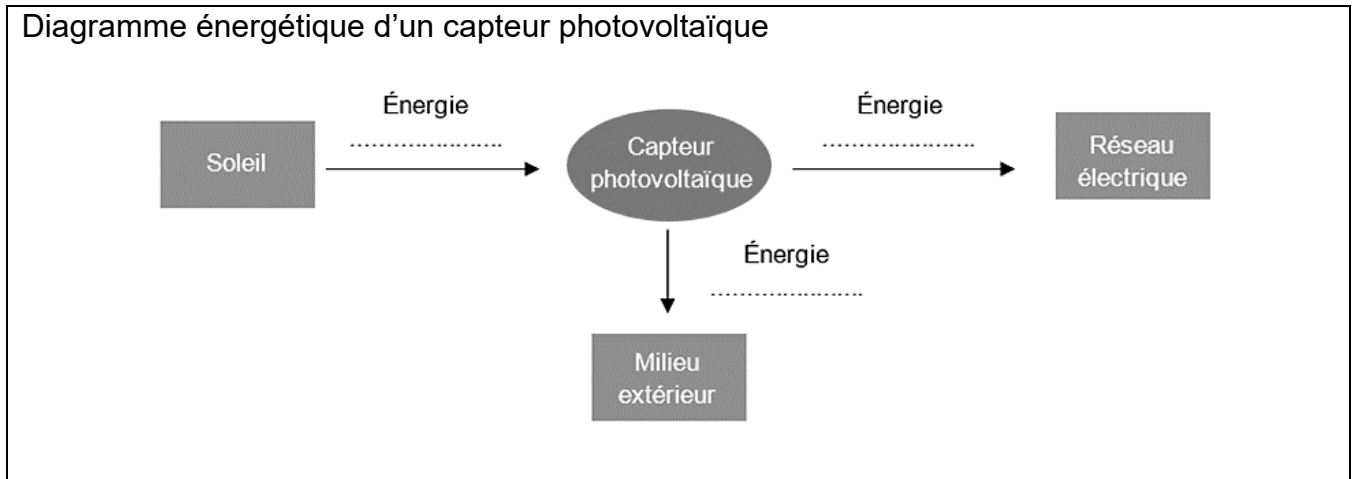 Diagramme énergétique d’un capteur photovoltaïque
Énergie
.....................
Énergie
.....................
Soleil
Capteur
photovoltaïque
Réseau
électrique
Énergie
.....................
Milieu
extérieur